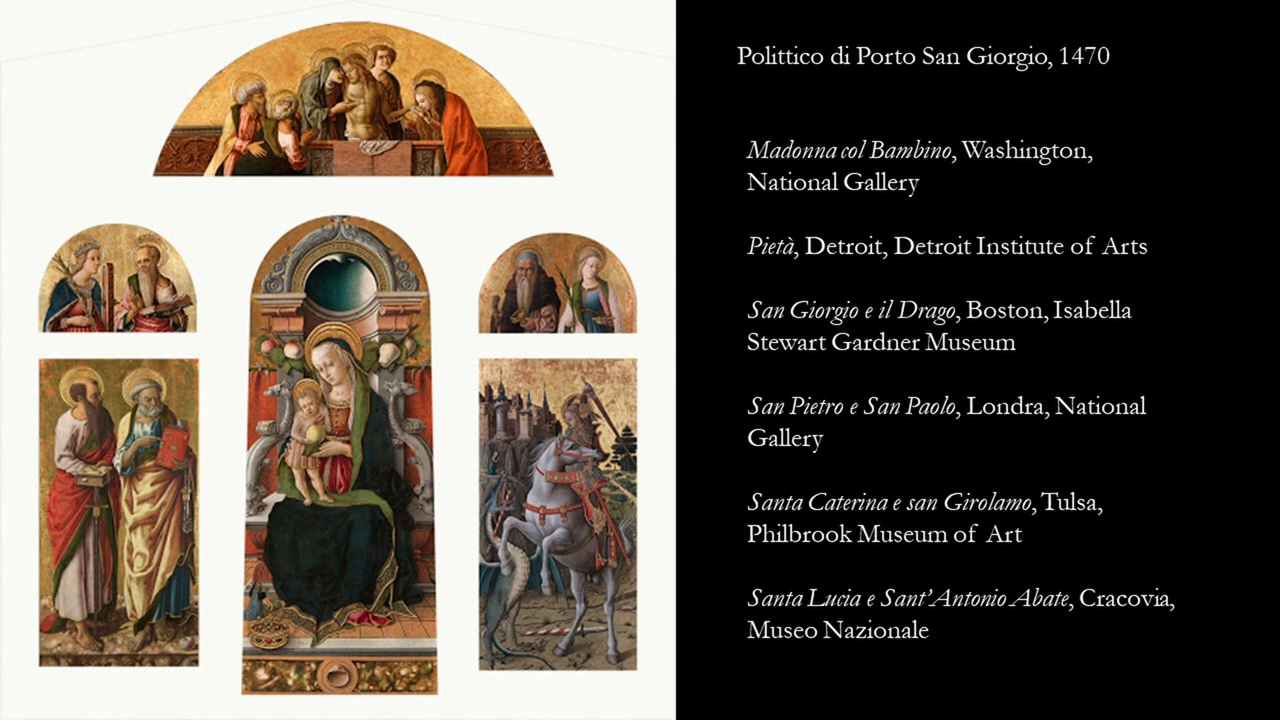 Polittico di Porto San Giorgio, 1470
Madonna col Bambino, Washington,
National Gallery
Pietà, Detroit, Detroit Institute of Arts
San Giorgio e il Drago, Boston, Isabella
Stewart Gardner Museum
San Pietro e San Paolo, Londra, National
Gallery
Santa Caterina e san Girolamo, Tulsa,
Philbrook Museum of Art
Santa Lucia e Sant'Antonio Abate, Cracovia,
Museo Nazionale